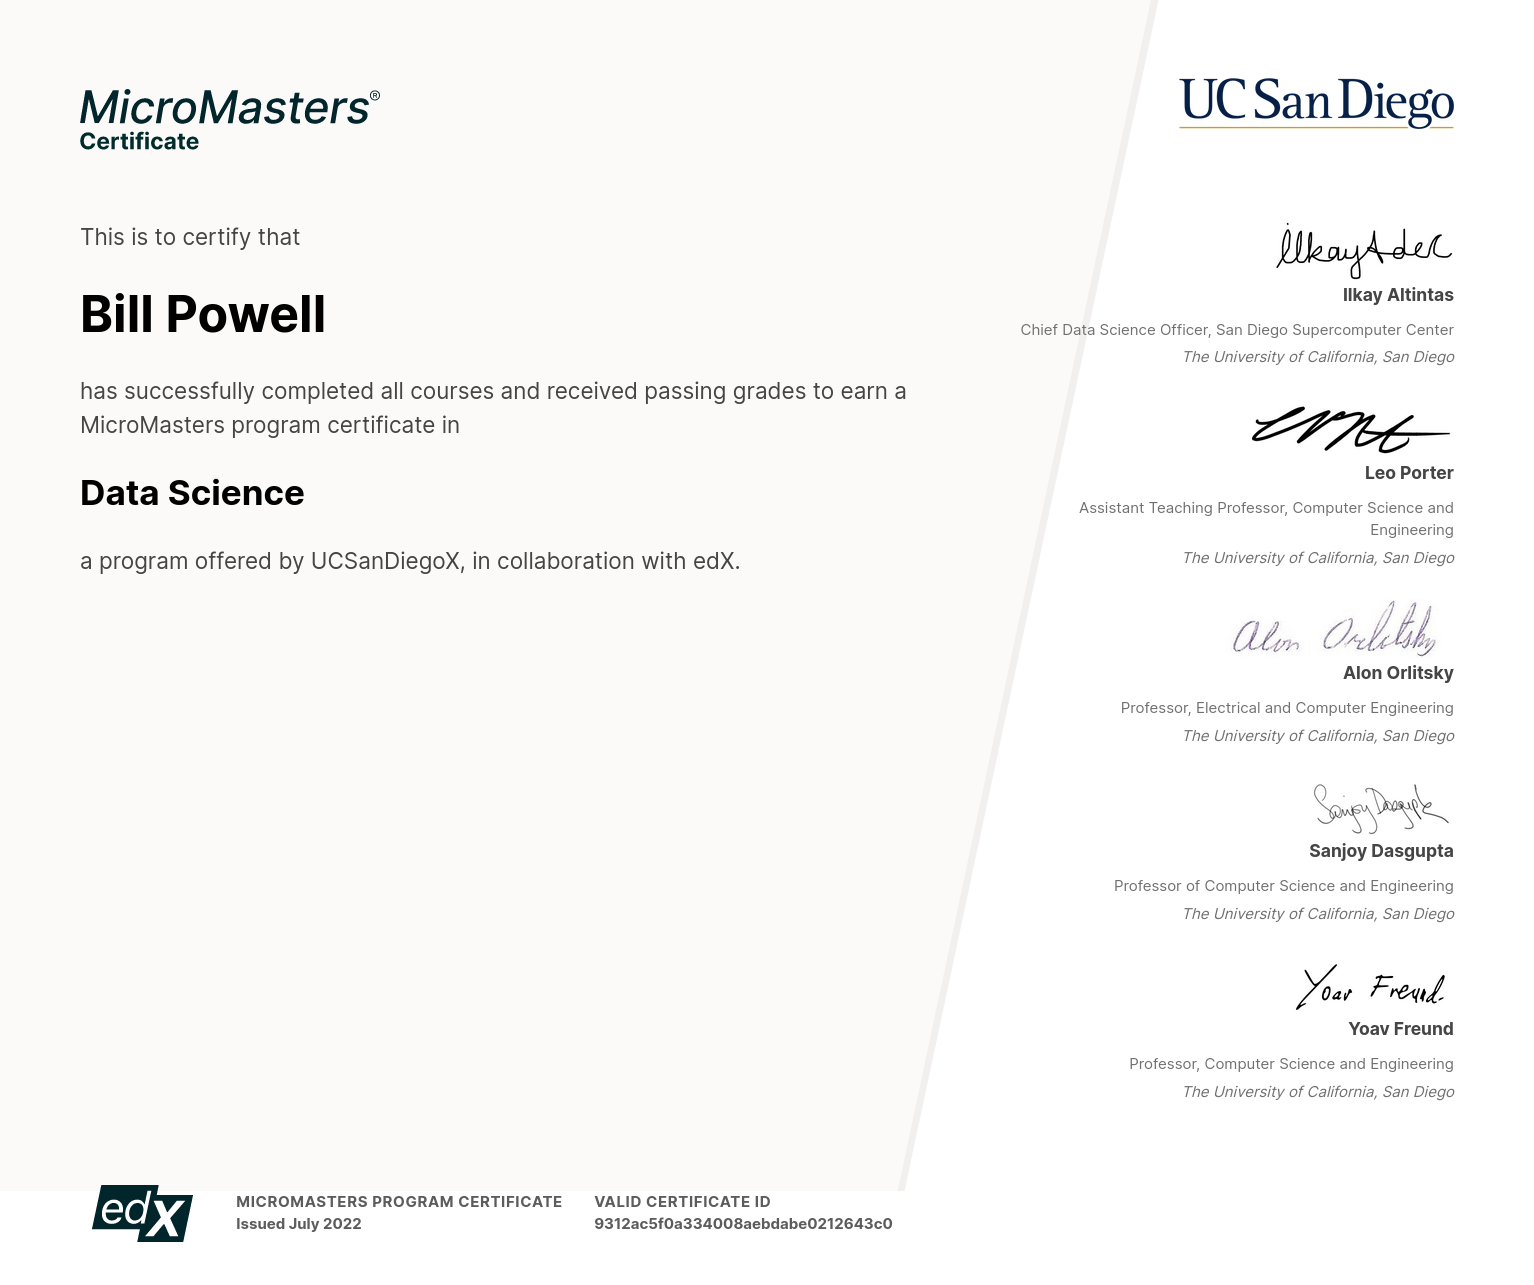 MicroMasters®
Certificate
UC San Diego
This is to certify that
Bill Powell
has successfully completed all courses and received passing grades to earn a
MicroMasters program certificate in
Data Science
a program offered by UCSanDiegoX, in collaboration with edX.
Ilkay Altintas
Chief Data Science Officer, San Diego Supercomputer Center
The University of California, San Diego
Leo Porter
Assistant Teaching Professor, Computer Science and
Engineering
The University of California, San Diego
Alon Orlitsky
Alon Orlitsky
Professor, Electrical and Computer Engineering
The University of California, San Diego
Sanjoy Dasgupta
Sanjoy Dasgupta
Professor of Computer Science and Engineering
The University of California, San Diego
Yoav Freund
Yoav Freund
Professor, Computer Science and Engineering
The University of California, San Diego
edX
MICROMASTERS PROGRAM CERTIFICATE
Issued July 2022
VALID CERTIFICATE ID
9312ac5f0a334008aebdabe0212643c0